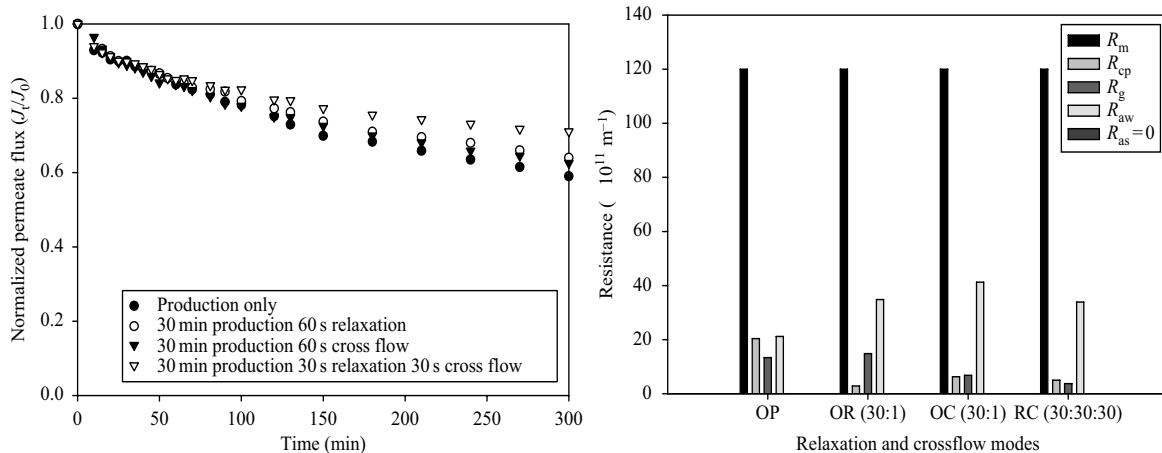 Normalized permeate flux (Jt/J0)
1.0
0.8
0.6
0.4
0.2
0.0
Production only
30 min production 60 s relaxation
30 min production 60 s cross flow
30 min production 30 s relaxation 30 s cross flow
0
50
100
150
200
250
300
Time (min)
Resistance ( 10¹¹ m⁻¹)
140
120
100
80
60
40
20
0
Rm
Rcp
Rg
Raw
Ras = 0
OP
OR (30:1)
OC (30:1)
RC (30:30:30)
Relaxation and crossflow modes